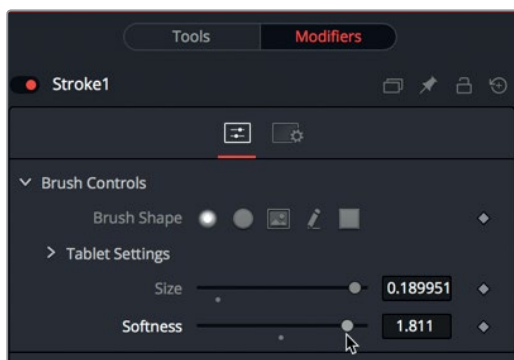 Tools Modifiers
Stroke1
Brush Controls
Brush Shape
Tablet Settings
Size 0.189951
Softness 1.811